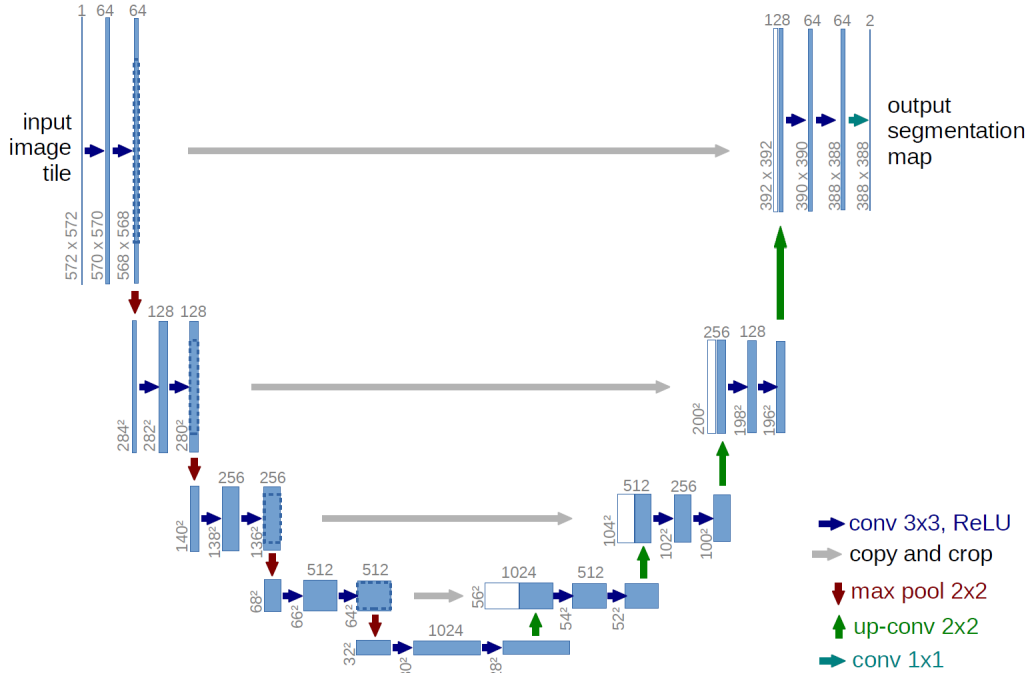 1 64 64
128 64 64 2
input
image
tile
output
segmentation
map
572 x 572
570 x 570
568 x 568
392 x 392
390 x 390
388 x 388
388 x 388
128 128
256 128
284²
282²
280²
200²
198²
196²
256 256
512 256
140²
138²
136²
104²
102²
100²
conv 3x3, ReLU
copy and crop
512 512
1024 512
68²
66²
64²
56²
54²
52²
max pool 2x2
up-conv 2x2
1024
32²
conv 1x1